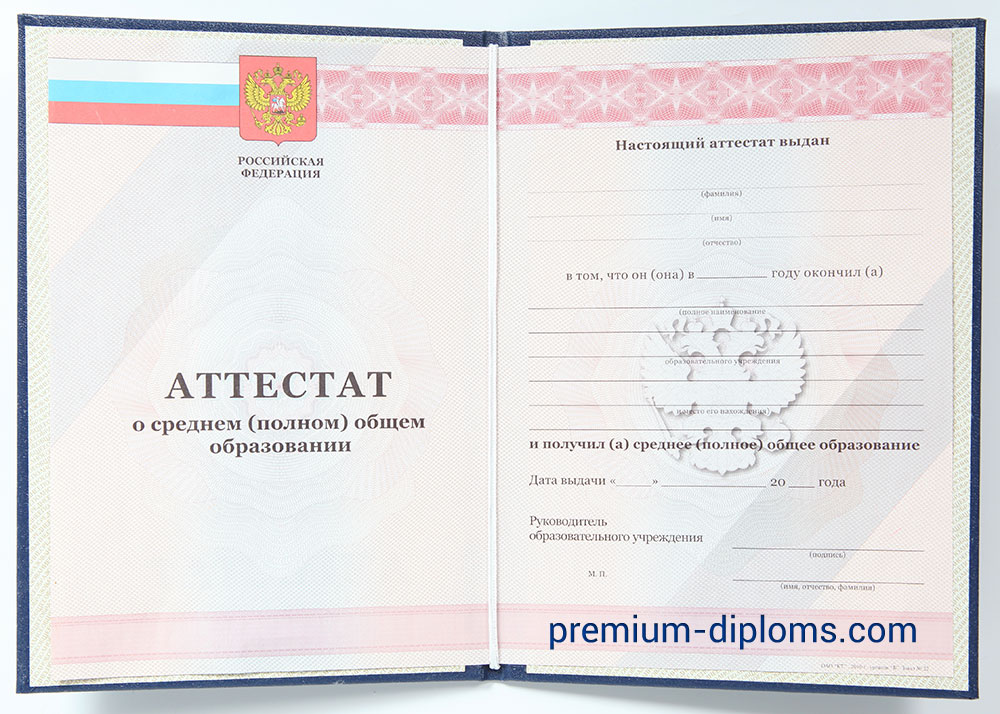 РОССИЙСКАЯ
ФЕДЕРАЦИЯ
АТТЕСТАТ
о среднем (полном) общем
образовании
Настоящий аттестат выдан
(фамилия)
(имя)
(отчество)
в том, что он (она) в ________ году окончил (а)
(полное наименование
образовательного учреждения
и место его нахождения)
и получил (а) среднее (полное) общее образование
Дата выдачи «_____» _______________ 20 ____ года
Руководитель
образовательного учреждения
(подпись)
М. П.
(имя, отчество, фамилия)
premium-diploms.com